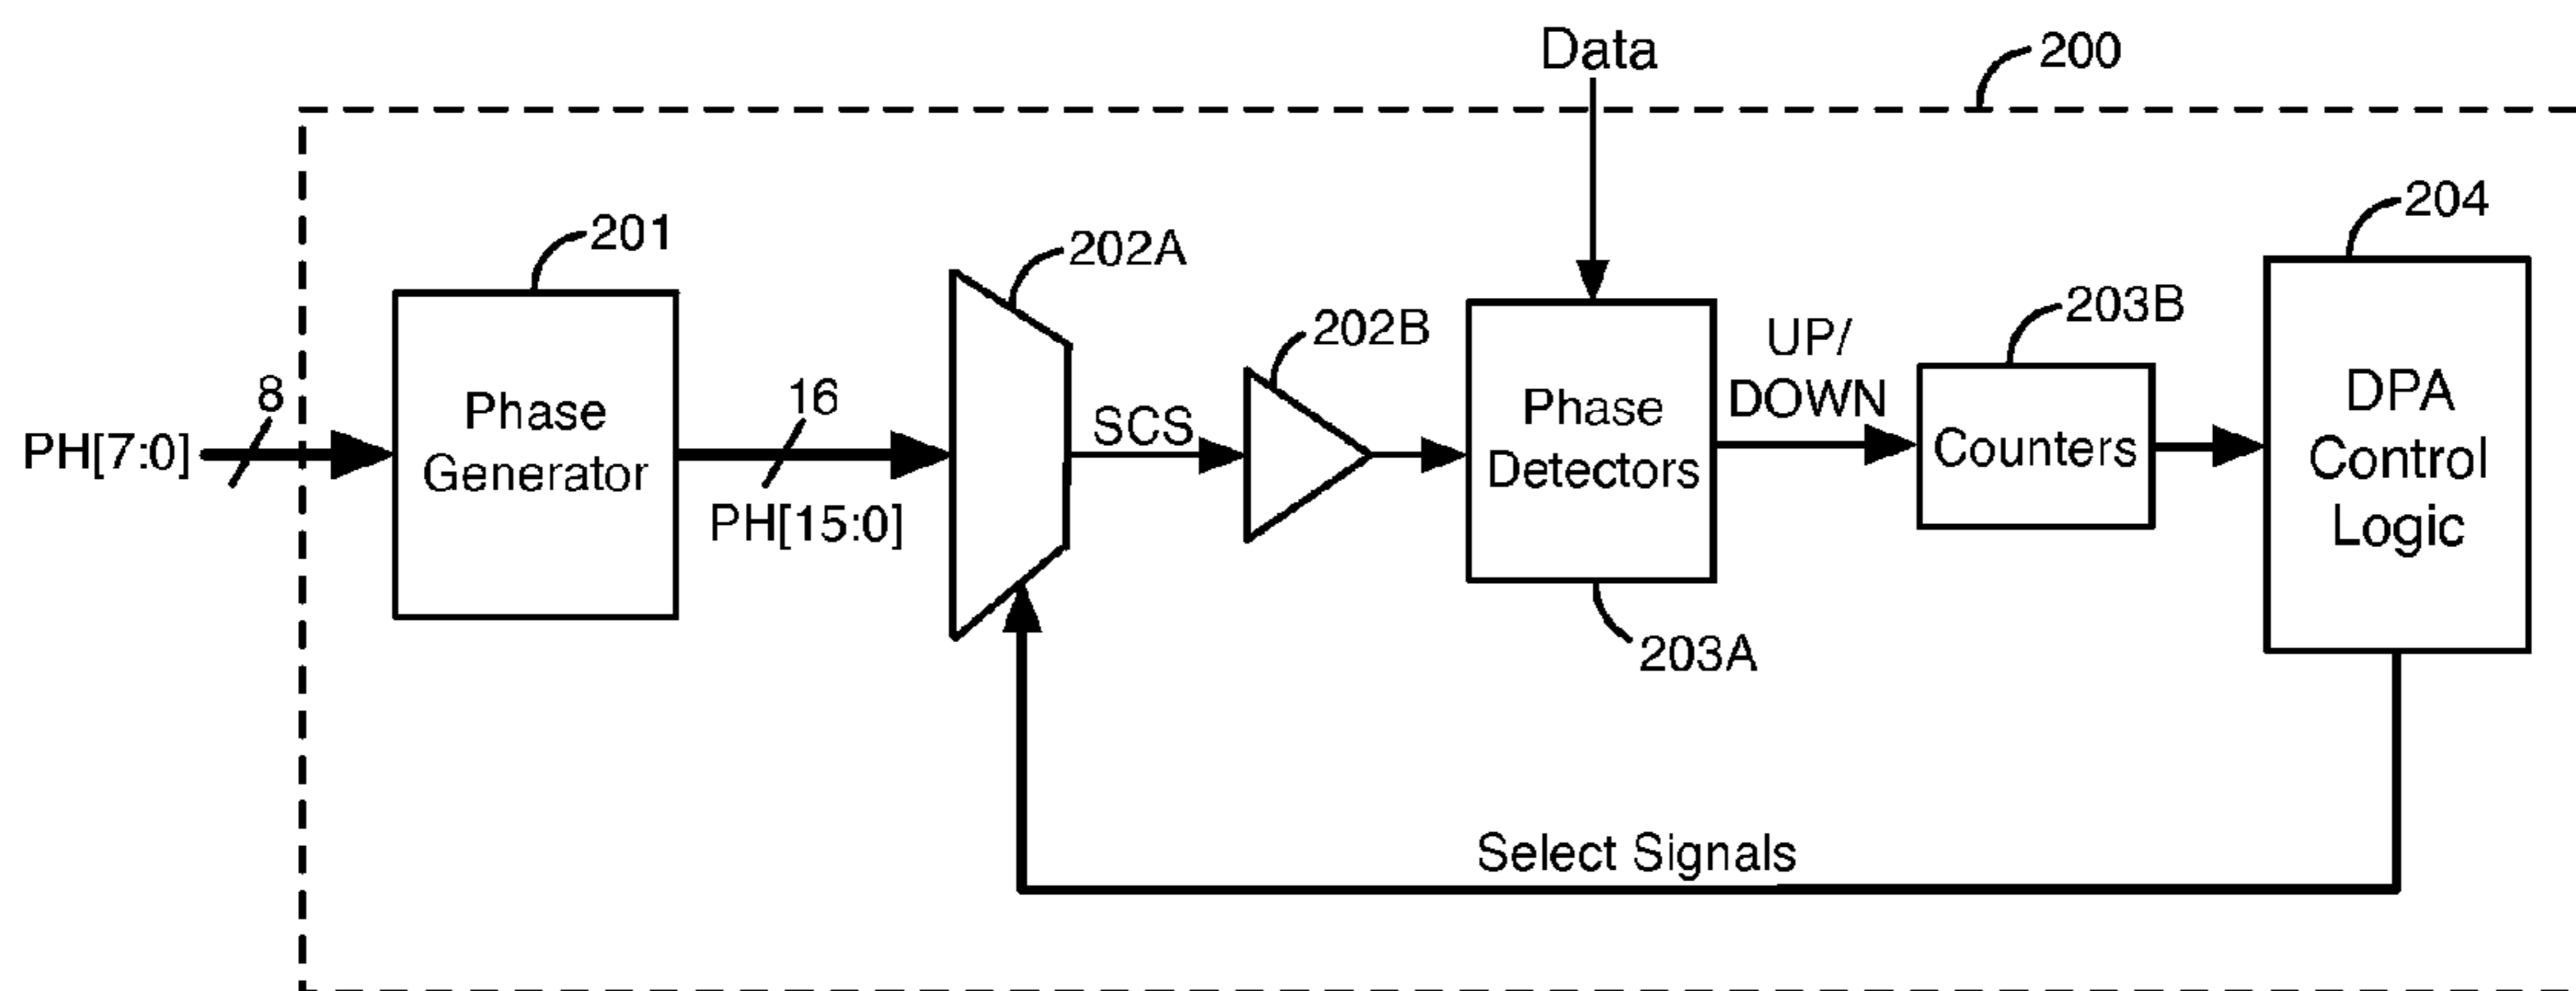 Data
200
201
202A
204
202B
203B
8
16
UP/
DOWN
PH[7:0]
Phase
Generator
PH[15:0]
SCS
Phase
Detectors
Counters
DPA
Control
Logic
203A
Select Signals